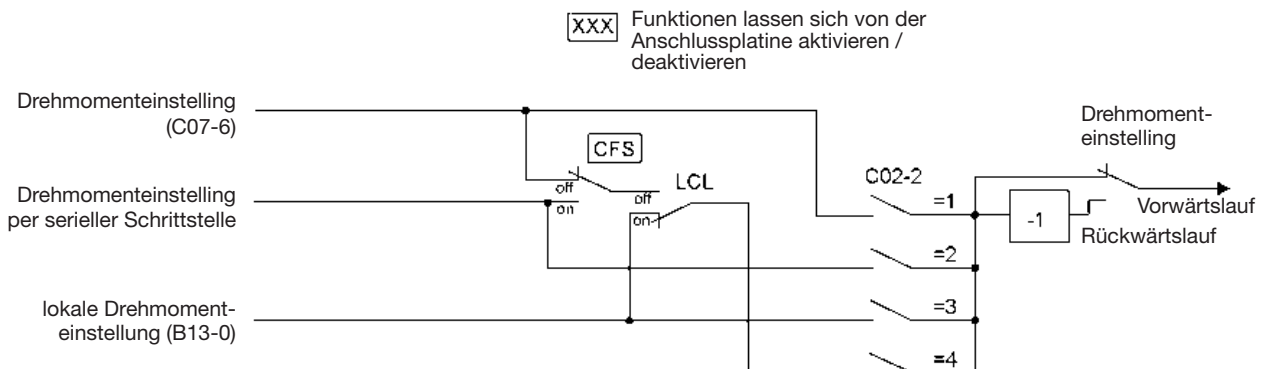 XXX
Funktionen lassen sich von der
Anschlussplatine aktivieren /
deaktivieren
Drehmomenteinstelling
(C07-6)
Drehmoment-
einstelling
CFS
C02-2
LCL
off
on
off
on
=1
-1
Vorwärtslauf
Rückwärtslauf
Drehmomenteinstelling
per serieller Schrittstelle
=2
lokale Drehmoment-
einstellung (B13-0)
=3
=4